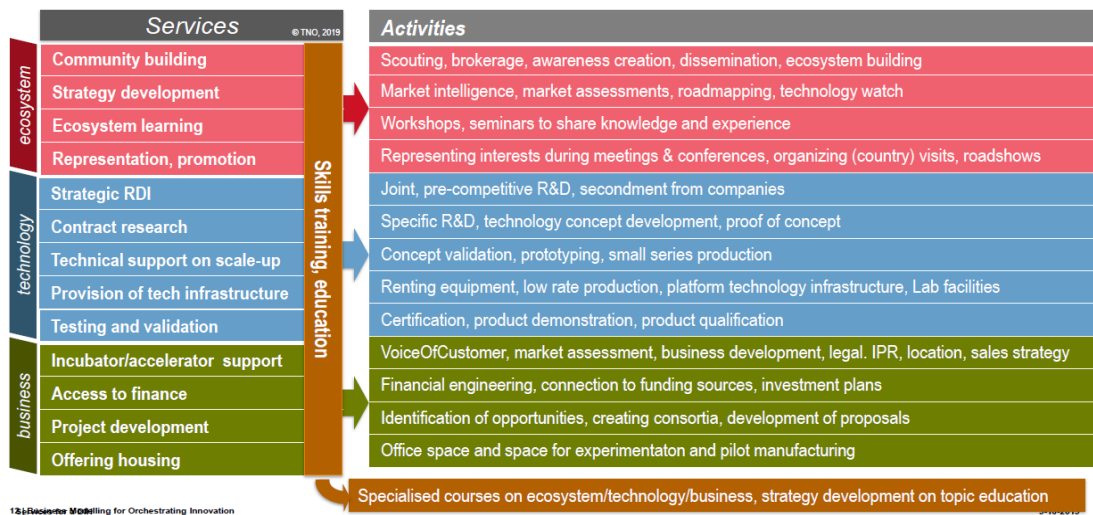 Services
© TNO, 2019
Activities
ecosystem
Community building
Scouting, brokerage, awareness creation, dissemination, ecosystem building
Strategy development
Market intelligence, market assessments, roadmapping, technology watch
Ecosystem learning
Workshops, seminars to share knowledge and experience
Representation, promotion
Representing interests during meetings & conferences, organizing (country) visits, roadshows
technology
Strategic RDI
Joint, pre-competitive R&D, secondment from companies
Contract research
Specific R&D, technology concept development, proof of concept
Technical support on scale-up
Concept validation, prototyping, small series production
Provision of tech infrastructure
Renting equipment, low rate production, platform technology infrastructure, Lab facilities
Testing and validation
Certification, product demonstration, product qualification
business
Incubator/accelerator support
VoiceOfCustomer, market assessment, business development, legal. IPR, location, sales strategy
Access to finance
Financial engineering, connection to funding sources, investment plans
Project development
Identification of opportunities, creating consortia, development of proposals
Offering housing
Office space and space for experimentaton and pilot manufacturing
Skills training, education
Specialised courses on ecosystem/technology/business, strategy development on topic education
Modelling for Orchestrating Innovation